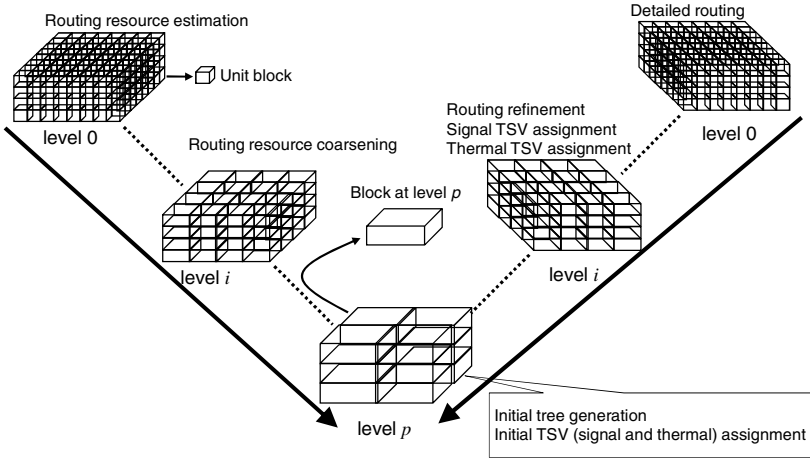 Routing resource estimation
Unit block
level 0
Routing resource coarsening
level i
Block at level p
level p
Initial tree generation
Initial TSV (signal and thermal) assignment
Routing refinement
Signal TSV assignment
Thermal TSV assignment
level i
Detailed routing
level 0